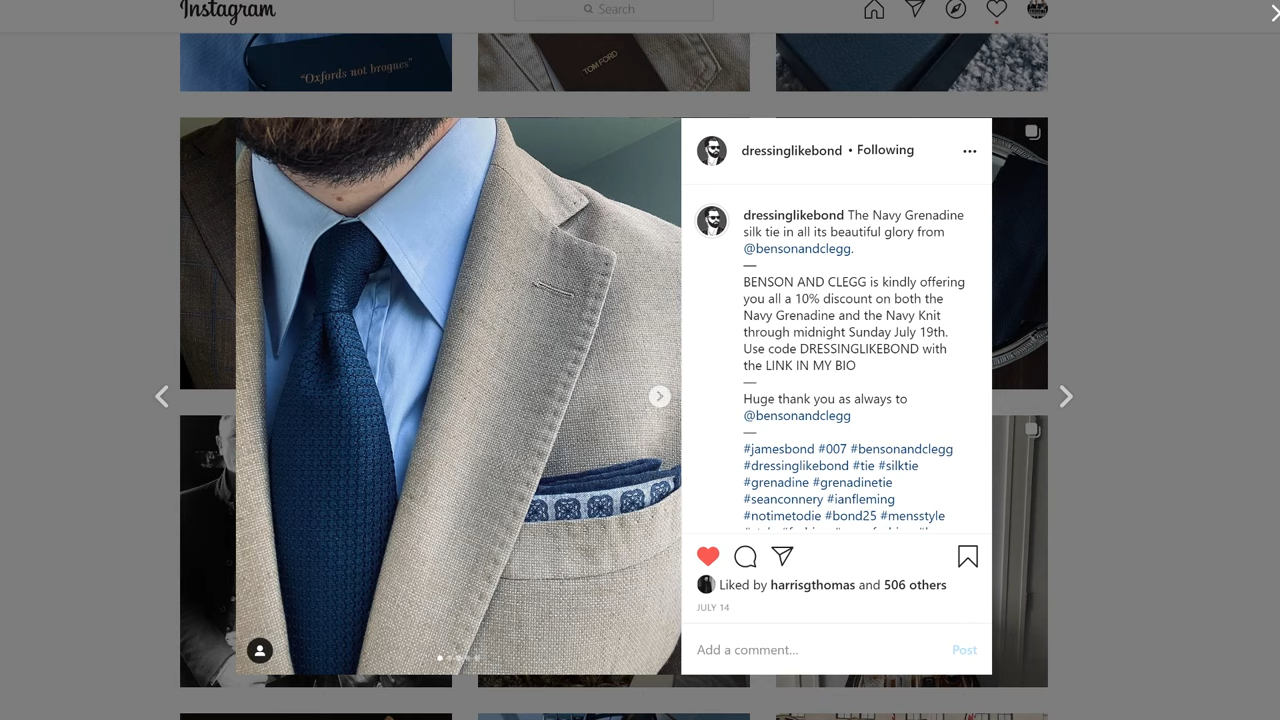 Instagram
Search
"Oxfords not brogues"
TOM FORD
dressinglikebond • Following
dressinglikebond The Navy Grenadine
silk tie in all its beautiful glory from
@bensonandclegg.
—
BENSON AND CLEGG is kindly offering
you all a 10% discount on both the
Navy Grenadine and the Navy Knit
through midnight Sunday July 19th.
Use code DRESSINGLIKEBOND with
the LINK IN MY BIO
—
Huge thank you as always to
@bensonandclegg
—
#jamesbond #007 #bensonandclegg
#dressinglikebond #tie #silktie
#grenadine #grenadinetie
#seanconnery #ianfleming
#notimetodie #bond25 #mensstyle
Liked by harrisgthomas and 506 others
JULY 14
Add a comment...
Post